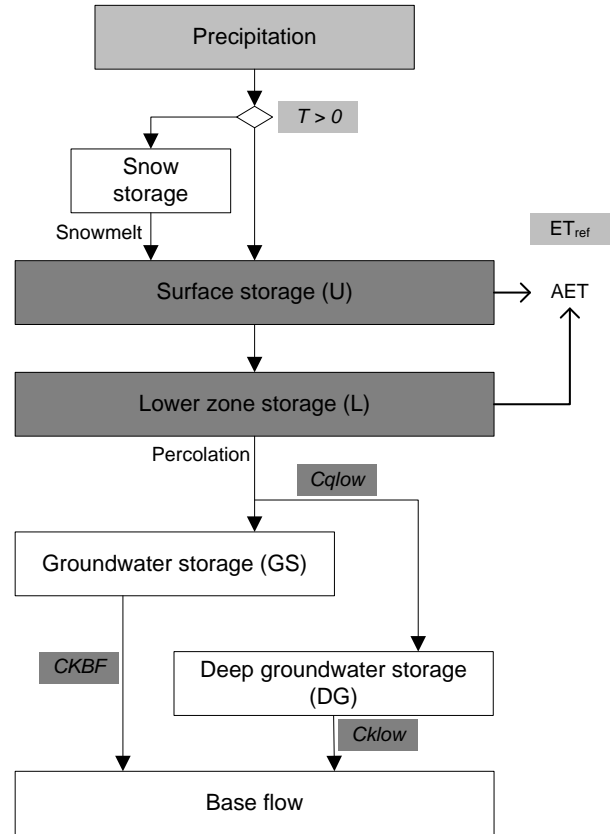 Precipitation
T > 0
Snow
storage
Snowmelt
ET_ref
Surface storage (U)
AET
Lower zone storage (L)
Percolation
Cqlow
Groundwater storage (GS)
CKBF
Deep groundwater storage
(DG)
Cklow
Base flow